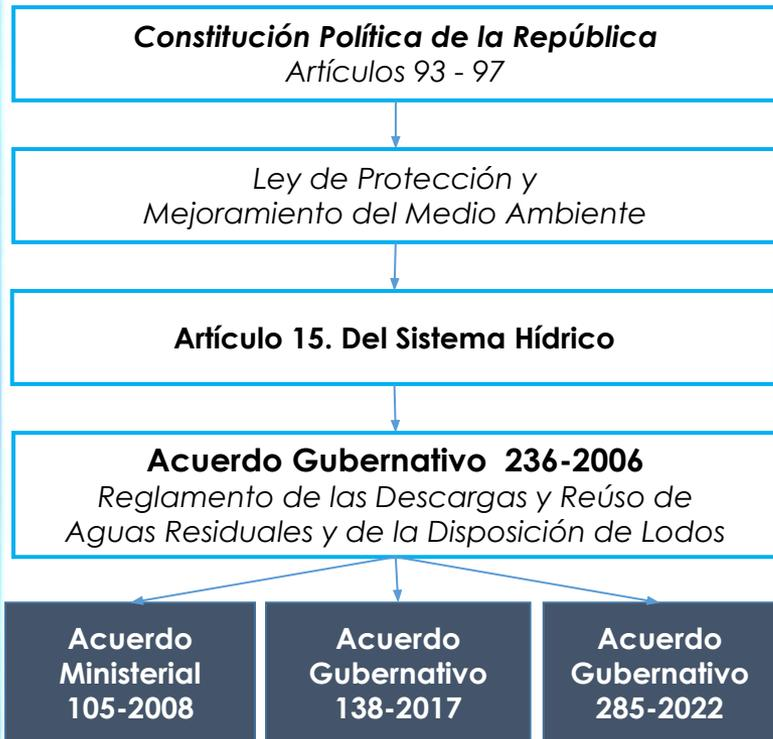 Constitución Política de la República
Artículos 93 - 97
Ley de Protección y
Mejoramiento del Medio Ambiente
Artículo 15. Del Sistema Hídrico
Acuerdo Gubernativo 236-2006
Reglamento de las Descargas y Reúso de
Aguas Residuales y de la Disposición de Lodos
Acuerdo
Ministerial
105-2008
Acuerdo
Gubernativo
138-2017
Acuerdo
Gubernativo
285-2022